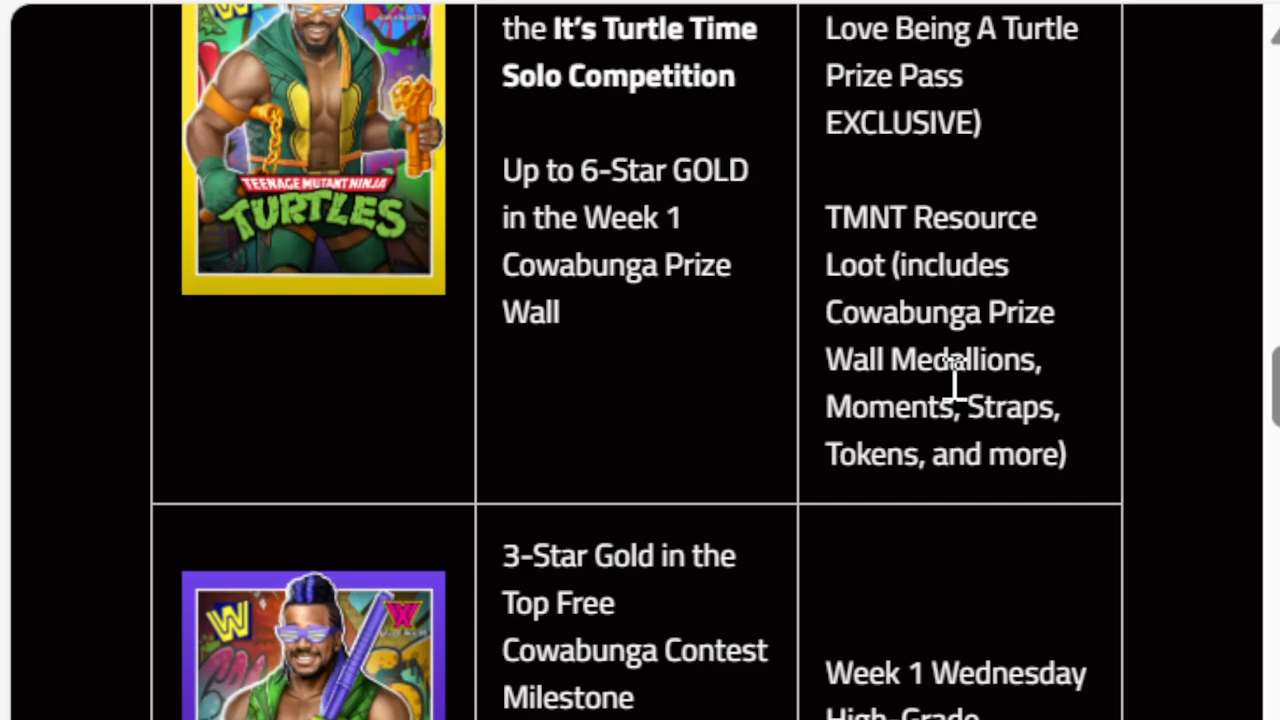 the It's Turtle Time
Solo Competition
Up to 6-Star GOLD
in the Week 1
Cowabunga Prize
Wall
Love Being A Turtle
Prize Pass
EXCLUSIVE)
TMNT Resource
Loot (includes
Cowabunga Prize
Wall Medallions,
Moments, Straps,
Tokens, and more)
TEENAGE MUTANT NINJA
TURTLES
3-Star Gold in the
Top Free
Cowabunga Contest
Milestone
Week 1 Wednesday
High-Grade
W